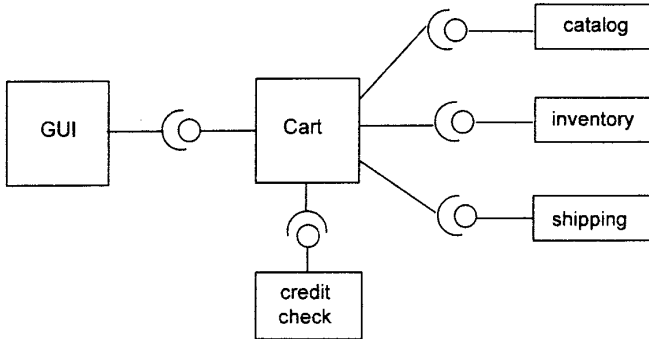 catalog
GUI
Cart
inventory
shipping
credit
check